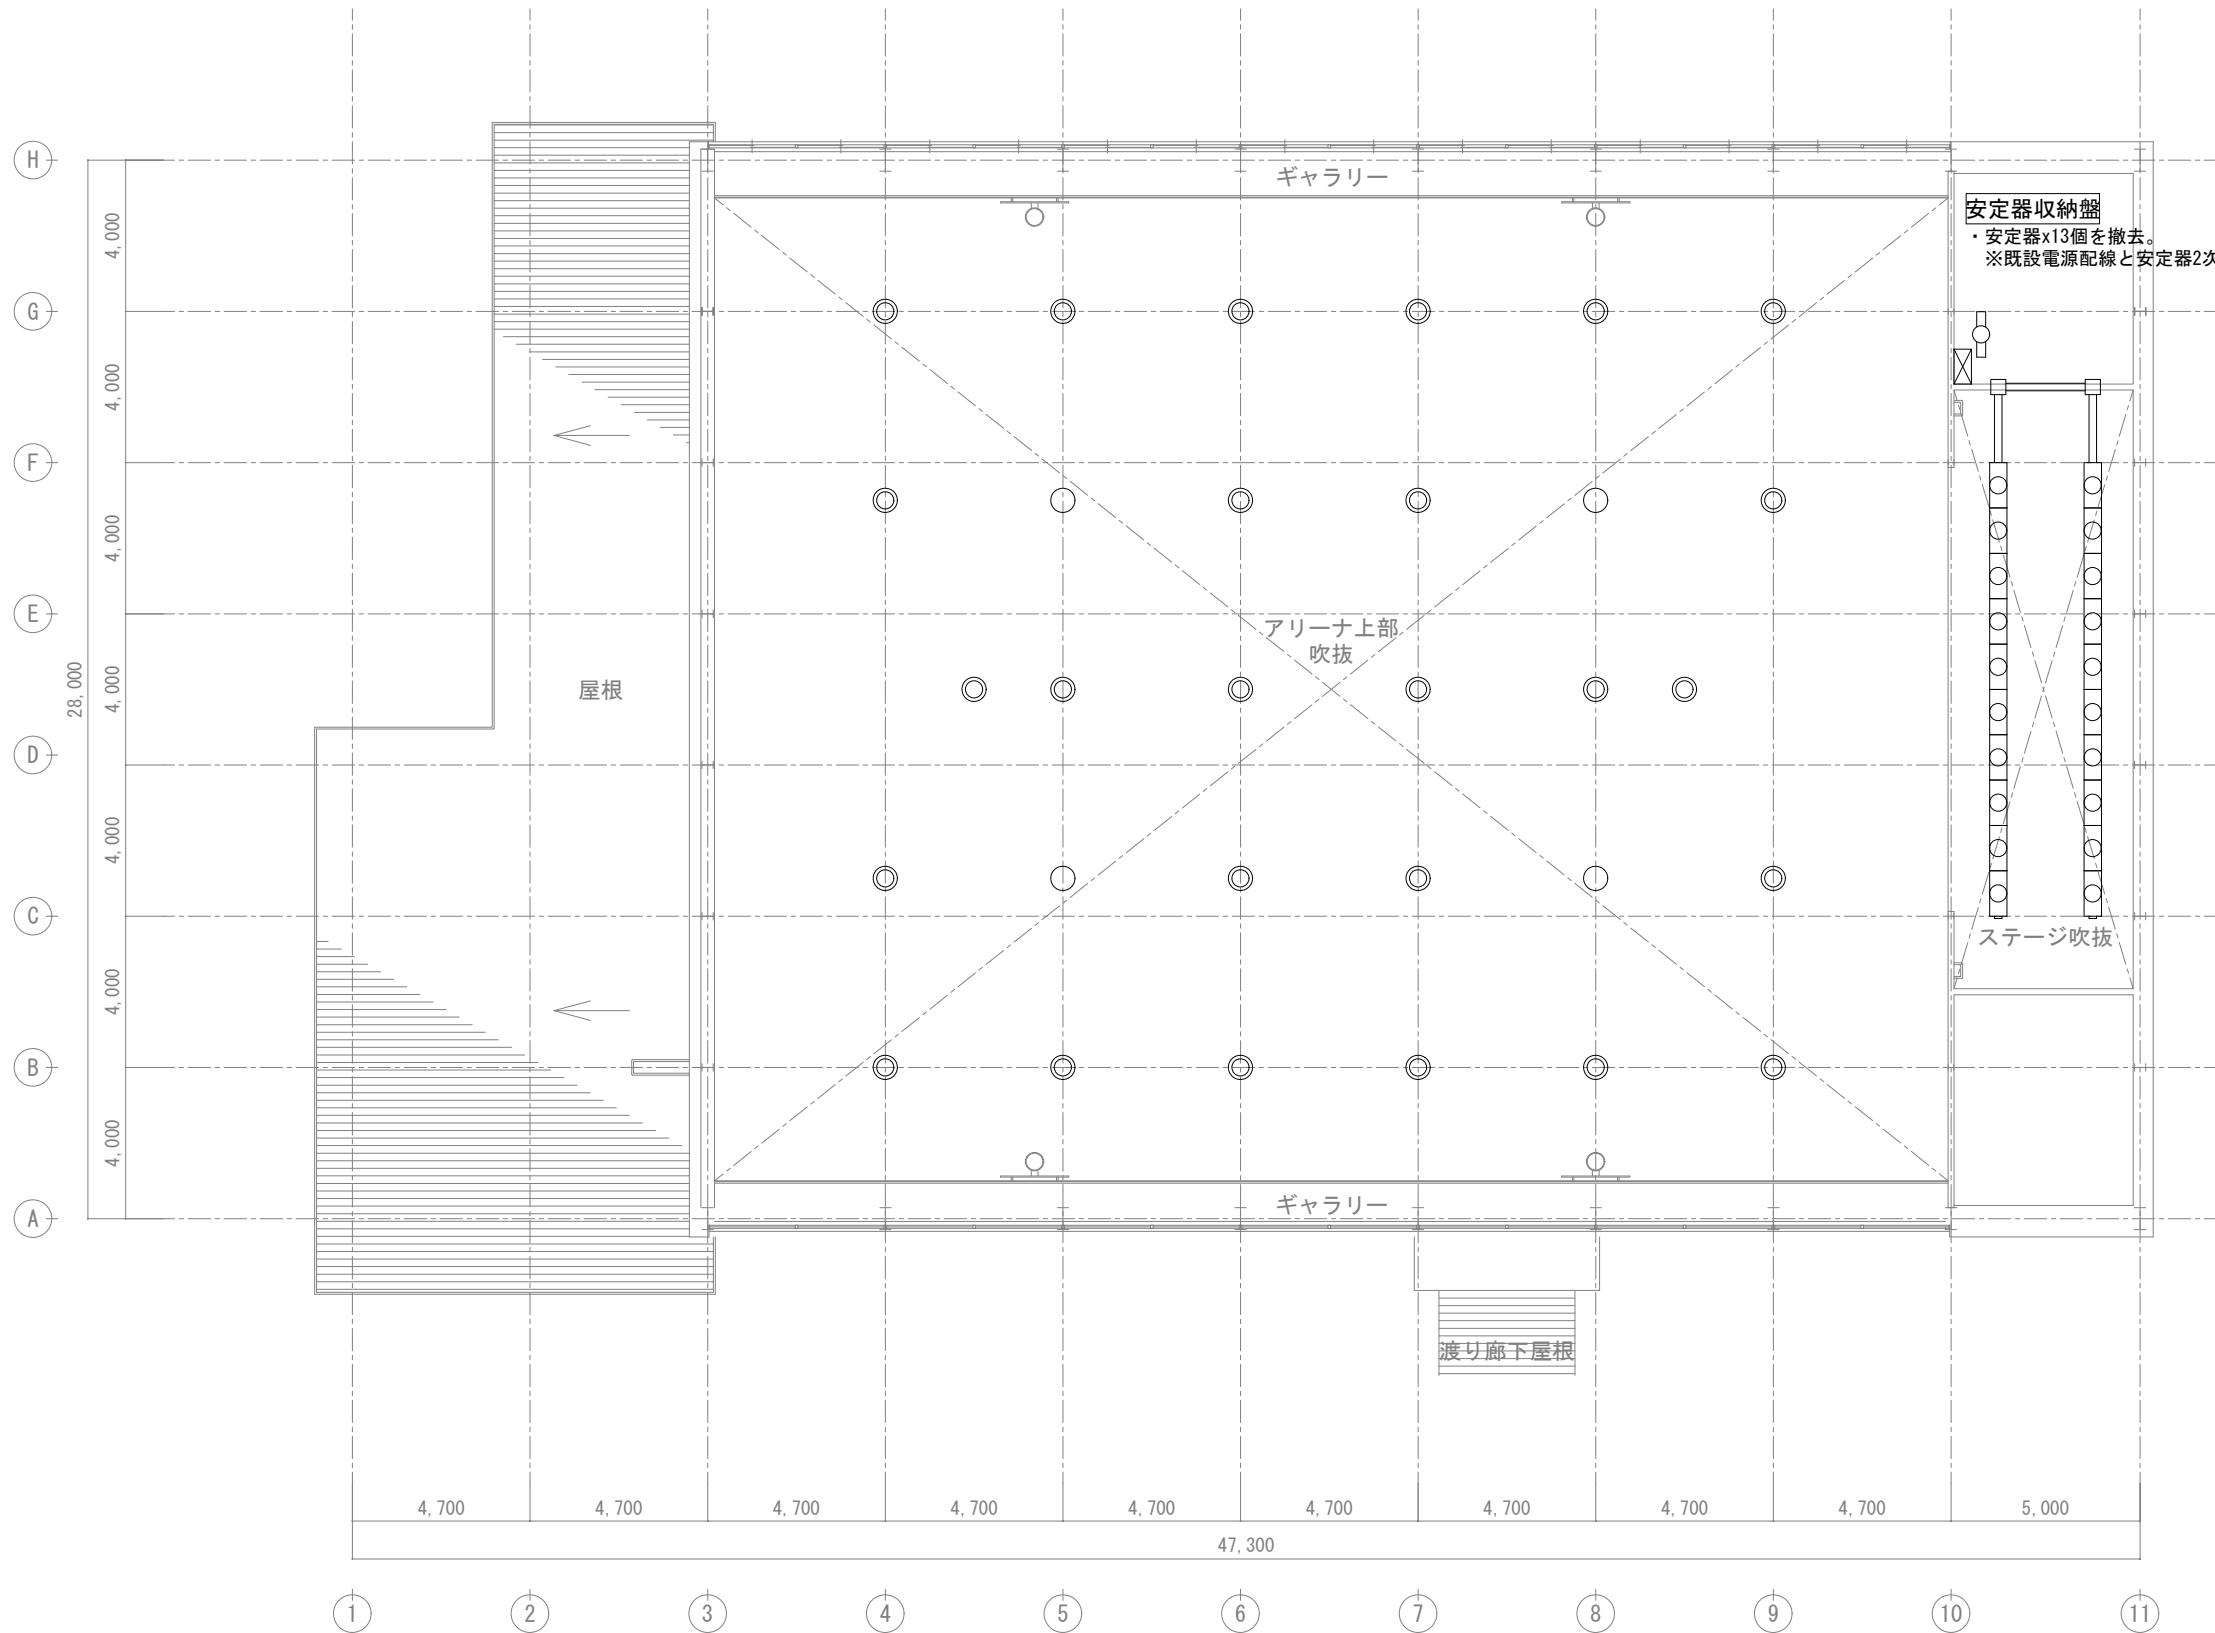 H
ギャラリー
安定器収納盤
・安定器x13個を撤去。
※既設電源配線と安定器2次
4,000
G
4,000
F
4,000
E
アリーナ上部
吹抜
28,000
4,000
屋根
D
4,000
C
ステージ吹抜
4,000
B
4,000
A
ギャラリー
渡り廊下屋根
4,700 4,700 4,700 4,700 4,700 4,700 4,700 4,700 4,700 5,000
47,300
1 2 3 4 5 6 7 8 9 10 11